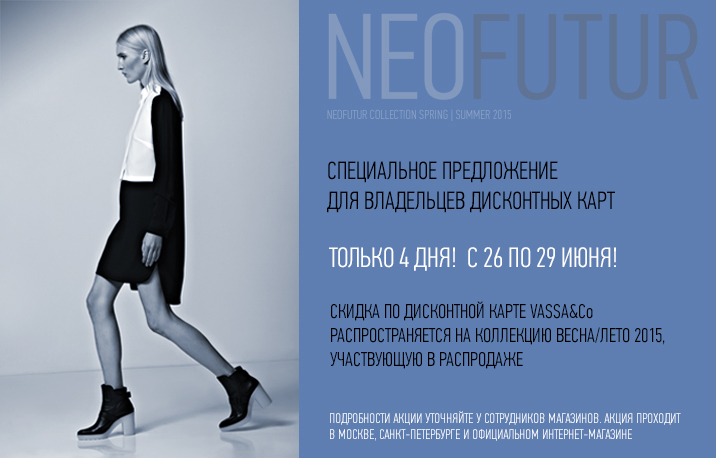 NEOFUTUR
NEOFUTUR COLLECTION SPRING | SUMMER 2015
СПЕЦИАЛЬНОЕ ПРЕДЛОЖЕНИЕ
ДЛЯ ВЛАДЕЛЬЦЕВ ДИСКОНТНЫХ КАРТ
ТОЛЬКО 4 ДНЯ! С 26 ПО 29 ИЮНЯ!
СКИДКА ПО ДИСКОНТНОЙ КАРТЕ VASSA&Co
РАСПРОСТРАНЯЕТСЯ НА КОЛЛЕКЦИЮ ВЕСНА/ЛЕТО 2015,
УЧАСТВУЮЩУЮ В РАСПРОДАЖЕ
ПОДРОБНОСТИ АКЦИИ УТОЧНЯЙТЕ У СОТРУДНИКОВ МАГАЗИНОВ. АКЦИЯ ПРОХОДИТ
В МОСКВЕ, САНКТ-ПЕТЕРБУРГЕ И ОФИЦИАЛЬНОМ ИНТЕРНЕТ-МАГАЗИНЕ